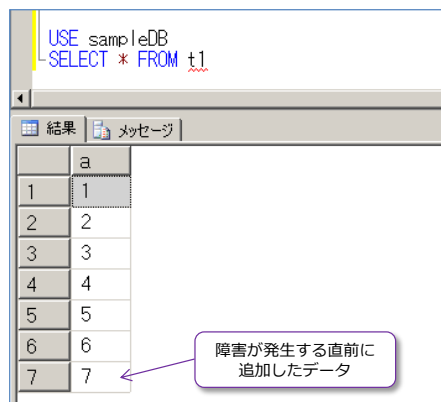 USE sampleDB
SELECT * FROM t1
結果 メッセージ
a
1 1
2 2
3 3
4 4
5 5
6 6
7 7
障害が発生する直前に
追加したデータ